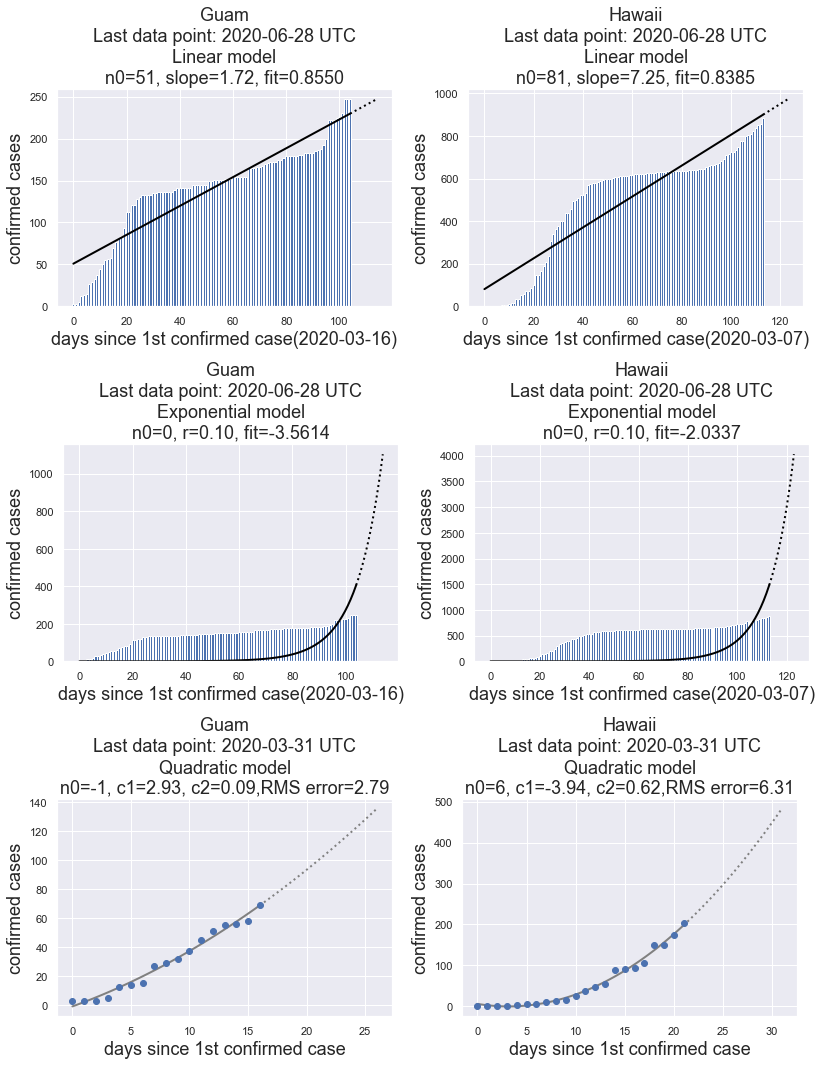 Guam
Last data point: 2020-06-28 UTC
Linear model
n0=51, slope=1.72, fit=0.8550
250
200
150
100
50
0
confirmed cases
0 20 40 60 80 100
days since 1st confirmed case(2020-03-16)
Hawaii
Last data point: 2020-06-28 UTC
Linear model
n0=81, slope=7.25, fit=0.8385
1000
800
600
400
200
0
confirmed cases
0 20 40 60 80 100 120
days since 1st confirmed case(2020-03-07)
Guam
Last data point: 2020-06-28 UTC
Exponential model
n0=0, r=0.10, fit=-3.5614
1000
800
600
400
200
0
confirmed cases
0 20 40 60 80 100
days since 1st confirmed case(2020-03-16)
Hawaii
Last data point: 2020-06-28 UTC
Exponential model
n0=0, r=0.10, fit=-2.0337
4000
3500
3000
2500
2000
1500
1000
500
0
confirmed cases
0 20 40 60 80 100 120
days since 1st confirmed case(2020-03-07)
Guam
Last data point: 2020-03-31 UTC
Quadratic model
n0=-1, c1=2.93, c2=0.09,RMS error=2.79
140
120
100
80
60
40
20
0
confirmed cases
0 5 10 15 20 25
days since 1st confirmed case
Hawaii
Last data point: 2020-03-31 UTC
Quadratic model
n0=6, c1=-3.94, c2=0.62,RMS error=6.31
500
400
300
200
100
0
confirmed cases
0 5 10 15 20 25 30
days since 1st confirmed case